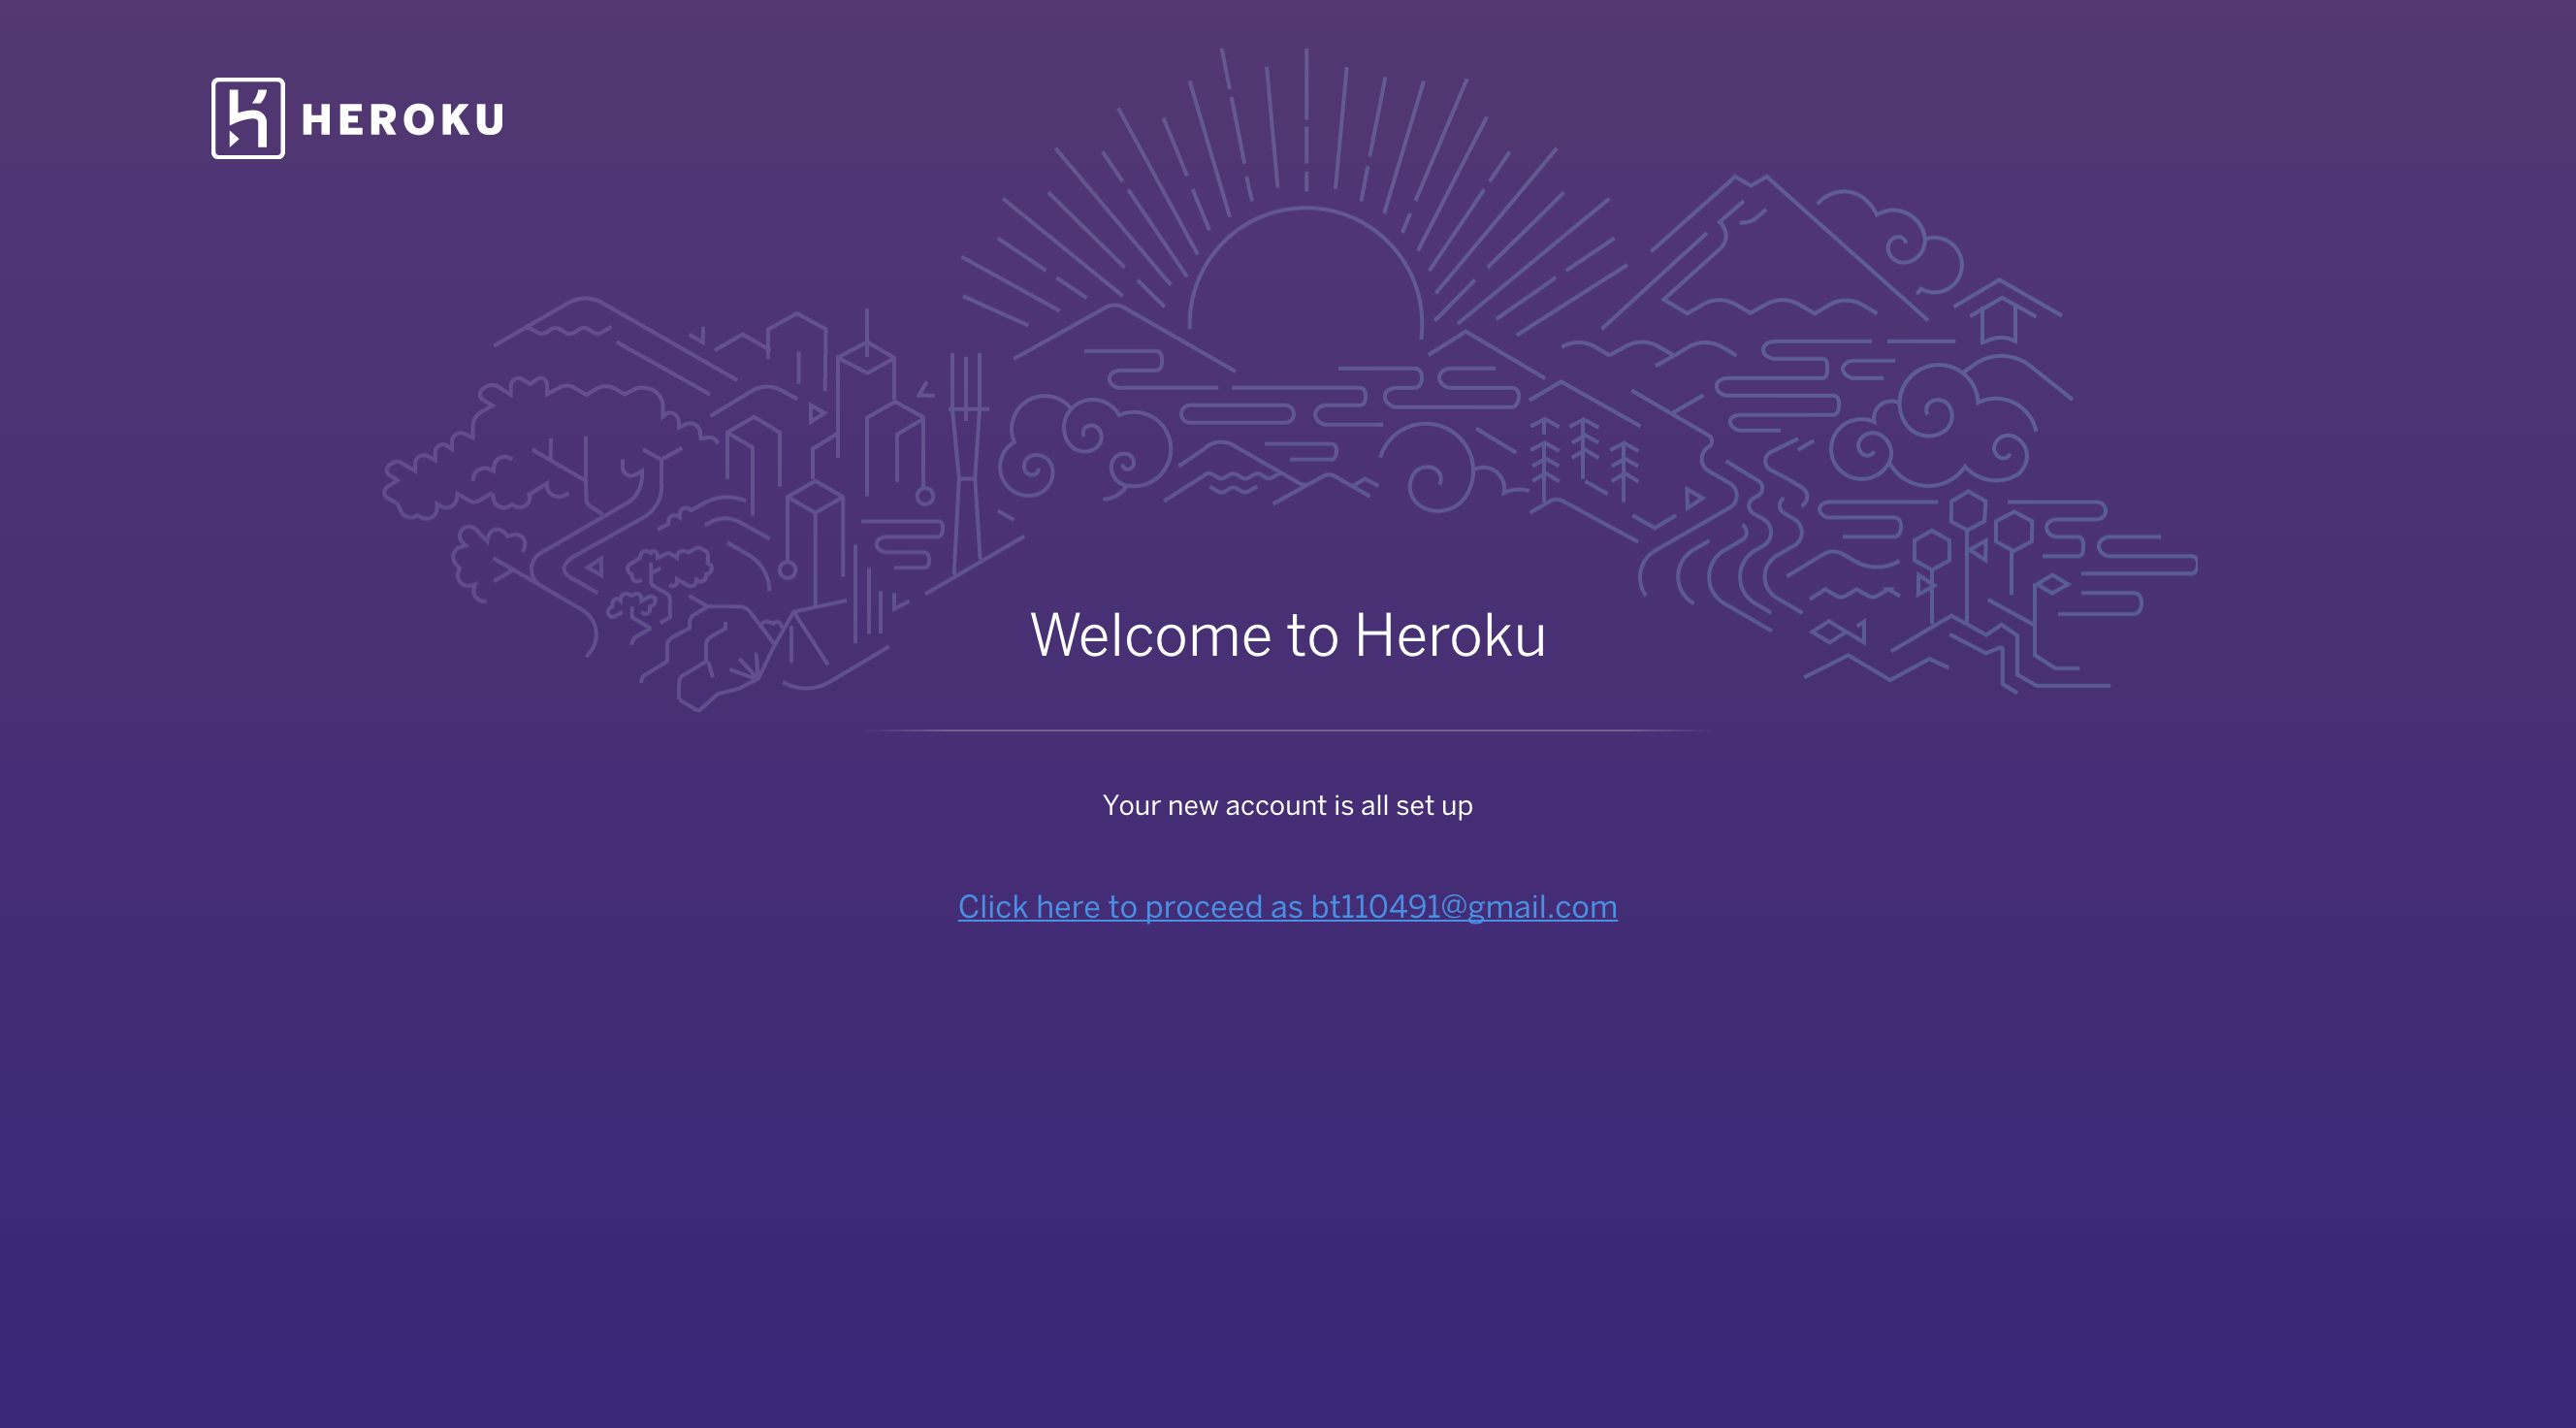 HEROKU
Welcome to Heroku
Your new account is all set up
Click here to proceed as bt110491@gmail.com